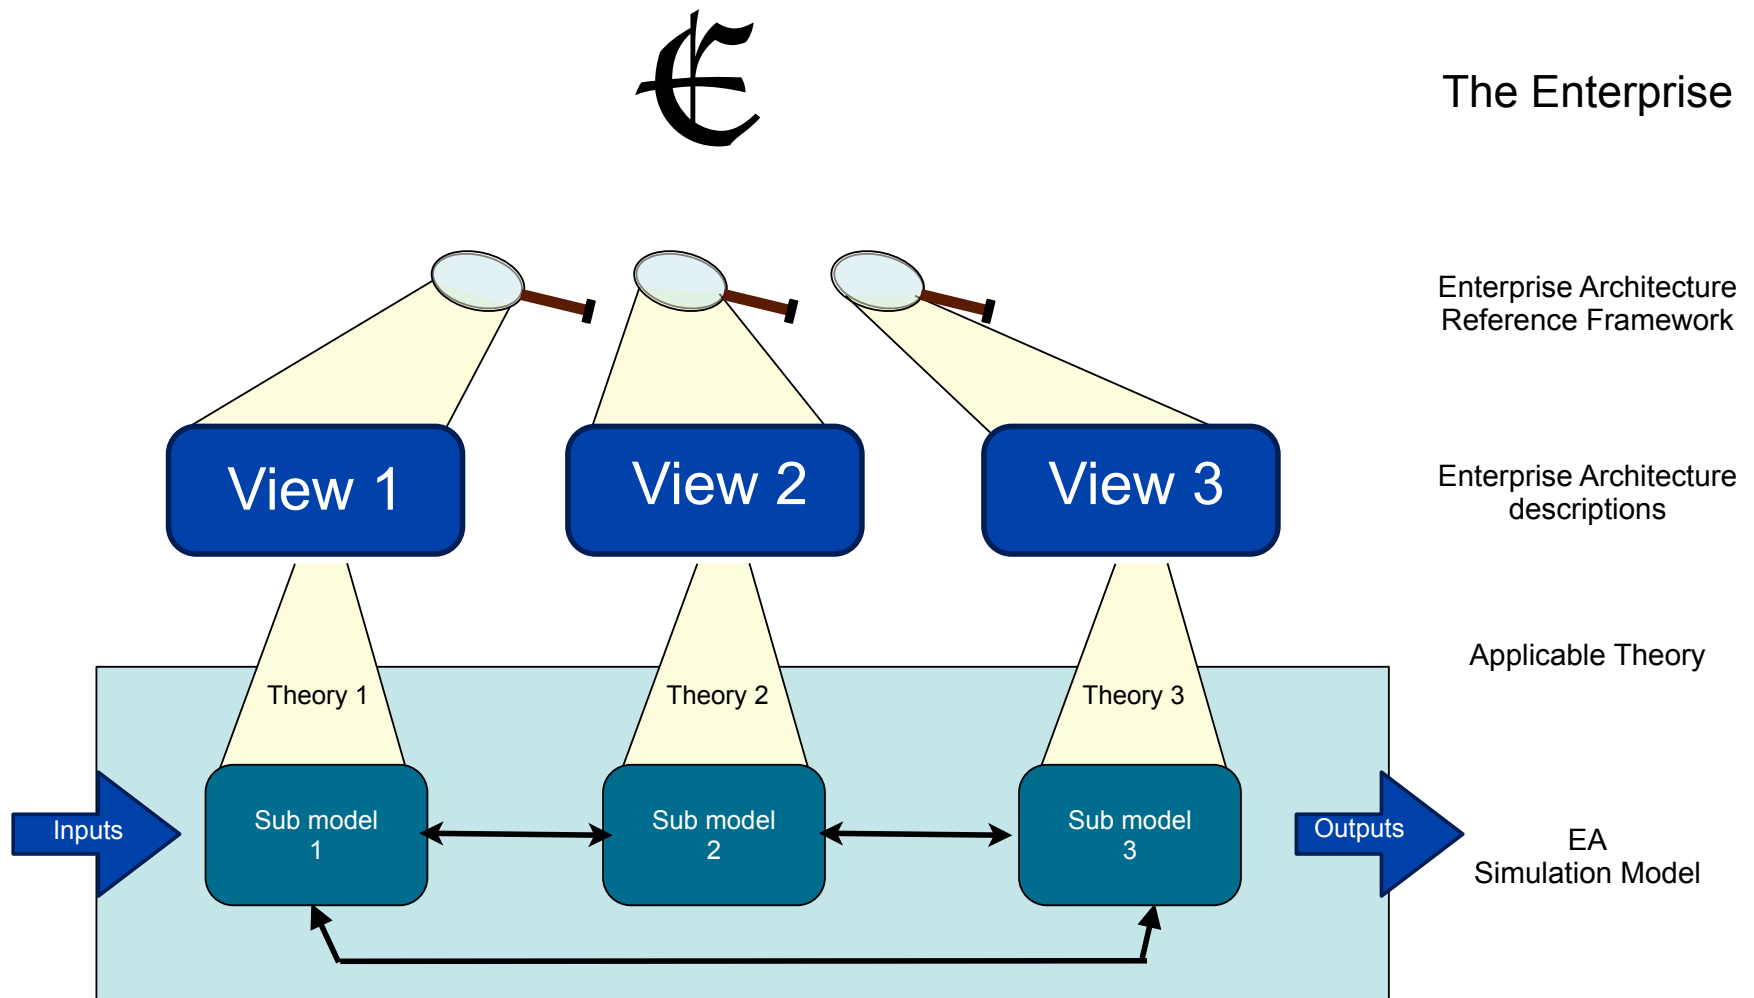 E
The Enterprise
Enterprise Architecture
Reference Framework
View 1
View 2
View 3
Enterprise Architecture
descriptions
Applicable Theory
Theory 1
Theory 2
Theory 3
Inputs
Sub model
1
Sub model
2
Sub model
3
Outputs
EA
Simulation Model